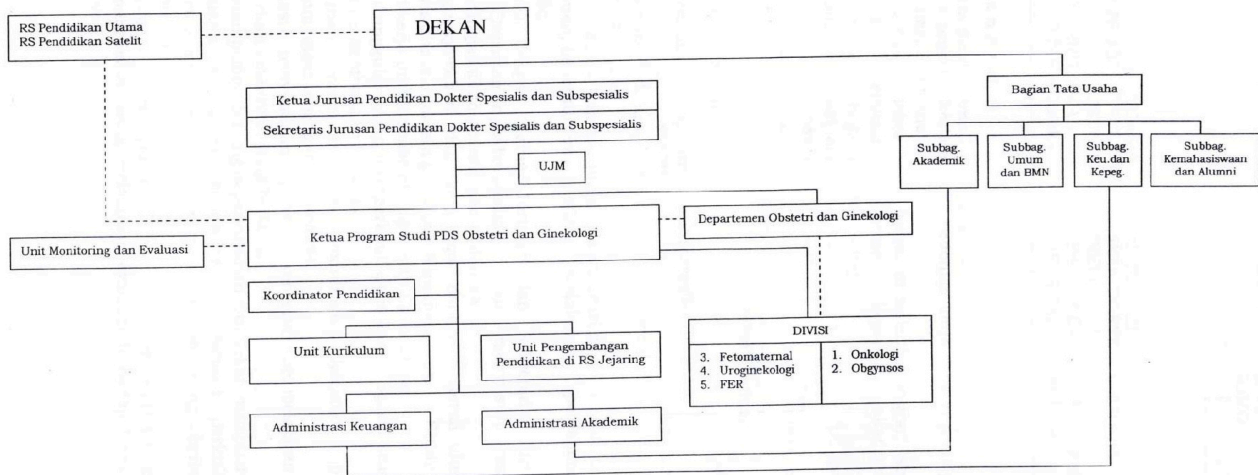 RS Pendidikan Utama
RS Pendidikan Satelit
DEKAN
Ketua Jurusan Pendidikan Dokter Spesialis dan Subspesialis
Sekretaris Jurusan Pendidikan Dokter Spesialis dan Subspesialis
Bagian Tata Usaha
Subbag.
Akademik
Subbag.
Umum
dan BMN
Subbag.
Keu.dan
Kepeg.
Subbag.
Kemahasiswaan
dan Alumni
UJM
Ketua Program Studi PDS Obstetri dan Ginekologi
Departemen Obstetri dan Ginekologi
Unit Monitoring dan Evaluasi
Koordinator Pendidikan
Unit Kurikulum
Unit Pengembangan
Pendidikan di RS Jejaring
DIVISI
3. Fetomaternal
4. Uroginekologi
5. FER
1. Onkologi
2. Obgynsos
Administrasi Keuangan
Administrasi Akademik